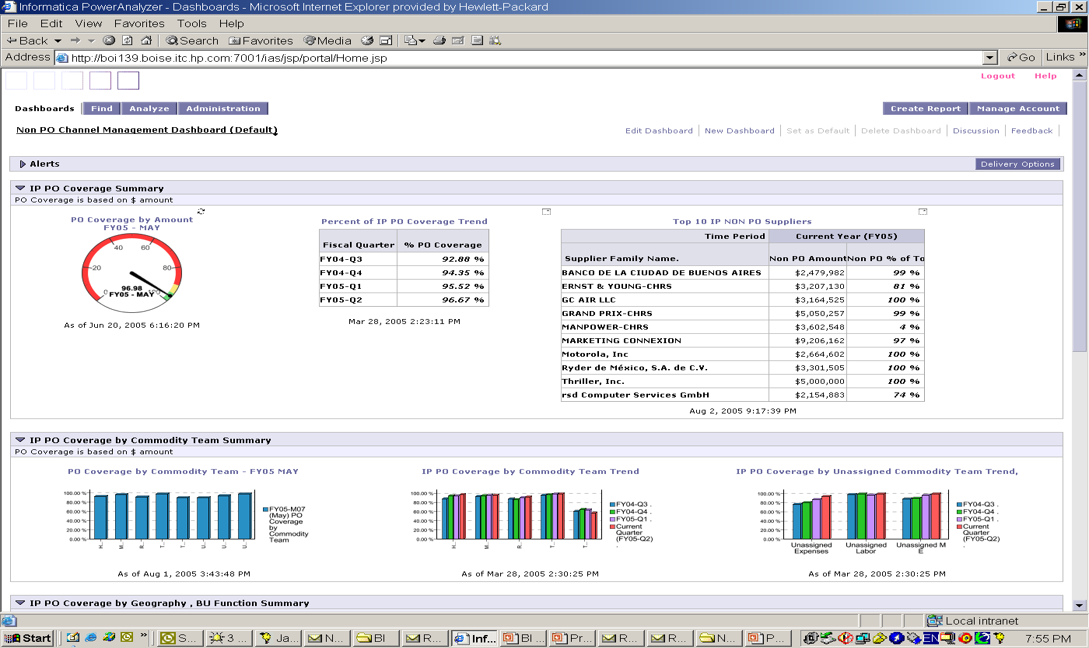 Informatica PowerAnalyzer - Dashboards - Microsoft Internet Explorer provided by Hewlett-Packard
File Edit View Favorites Tools Help
Back Search Favorites Media
Address http://boi139.boise.itc.hp.com:7001/ias/jsp/portal/Home.jsp Go Links »
Logout Help
Dashboards Find Analyze Administration Create Report Manage Account
Non PO Channel Management Dashboard (Default) Edit Dashboard New Dashboard Set as Default Delete Dashboard Discussion Feedback
Alerts Delivery Options
IP PO Coverage Summary
PO Coverage is based on $ amount
PO Coverage by Amount
FY05 - MAY
0 20 40 60 80
96.98
FY05 - MAY
As of Jun 20, 2005 6:16:20 PM
Percent of IP PO Coverage Trend
Fiscal Quarter % PO Coverage
FY04-Q3 92.88 %
FY04-Q4 94.35 %
FY05-Q1 95.52 %
FY05-Q2 96.67 %
Mar 28, 2005 2:23:11 PM
Top 10 IP NON PO Suppliers
Time Period Current Year (FY05)
Supplier Family Name. Non PO Amount Non PO % of To
BANCO DE LA CIUDAD DE BUENOS AIRES $2,479,982 99 %
ERNST & YOUNG-CHRS $3,207,130 81 %
GC AIR LLC $3,164,525 100 %
GRAND PRIX-CHRS $5,050,257 99 %
MANPOWER-CHRS $3,602,548 4 %
MARKETING CONNEXION $9,206,162 97 %
Motorola, Inc $2,664,602 100 %
Ryder de México, S.A. de C.V. $3,301,505 100 %
Thriller, Inc. $5,000,000 100 %
rsd Computer Services GmbH $2,154,883 74 %
Aug 2, 2005 9:17:39 PM
IP PO Coverage by Commodity Team Summary
PO Coverage is based on $ amount
PO Coverage by Commodity Team - FY05 MAY
100.00 %
80.00 %
60.00 %
40.00 %
20.00 %
0.00 %
H. M. R. T. U. U. U.
FY05-M07
(May) PO
Coverage
by
Commodity
Team
As of Aug 1, 2005 3:43:48 PM
IP PO Coverage by Commodity Team Trend
100.00 %
80.00 %
60.00 %
40.00 %
20.00 %
0.00 %
H. M. R. T. T.
FY04-Q3 .
FY04-Q4 .
FY05-Q1 .
Current
Quarter
(FY05-Q2)
.
As of Mar 28, 2005 2:30:25 PM
IP PO Coverage by Unassigned Commodity Team Trend,
100.00 %
80.00 %
60.00 %
40.00 %
20.00 %
0.00 %
Unassigned Expenses Unassigned Labor Unassigned M E
FY04-Q3 .
FY04-Q4 .
FY05-Q1 .
Current
Quarter
(FY05-Q2)
.
As of Mar 28, 2005 2:30:25 PM
IP PO Coverage by Geography , BU Function Summary
Local intranet
Start » S... 3 ... Ja... N... BI R... Inf... BI ... Pr... R... R... N... P... EN 7:55 PM